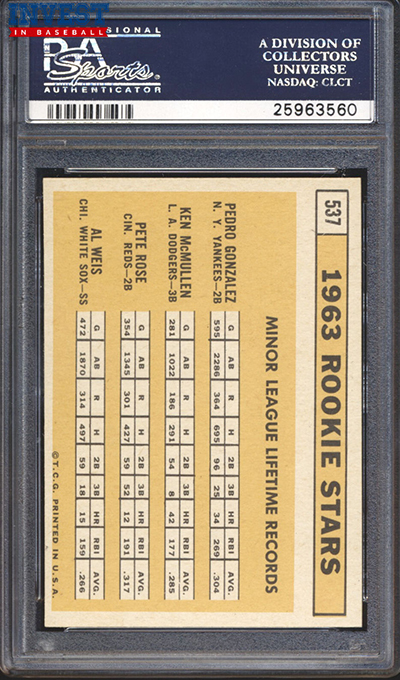 INVEST
IN BASEBALL
SIONAL
Sports
AUTHENTICATOR
A DIVISION OF
COLLECTORS
UNIVERSE
NASDAQ: CLCT
25963560
537
1963 ROOKIE STARS
MINOR LEAGUE LIFETIME RECORDS
PEDRO GONZALEZ
N. Y. YANKEES—2B
G AB R H 2B 3B HR RBI AVG.
595 2286 364 695 96 25 34 269 .304
KEN McMULLEN
L. A. DODGERS—3B
G AB R H 2B 3B HR RBI AVG.
281 1022 186 291 54 8 42 177 .285
PETE ROSE
CIN. REDS—2B
G AB R H 2B 3B HR RBI AVG.
354 1345 301 427 59 52 12 191 .317
AL WEIS
CHI. WHITE SOX—SS
G AB R H 2B 3B HR RBI AVG.
472 1870 314 497 59 18 15 159 .266
© T.C.G. PRINTED IN U.S.A.